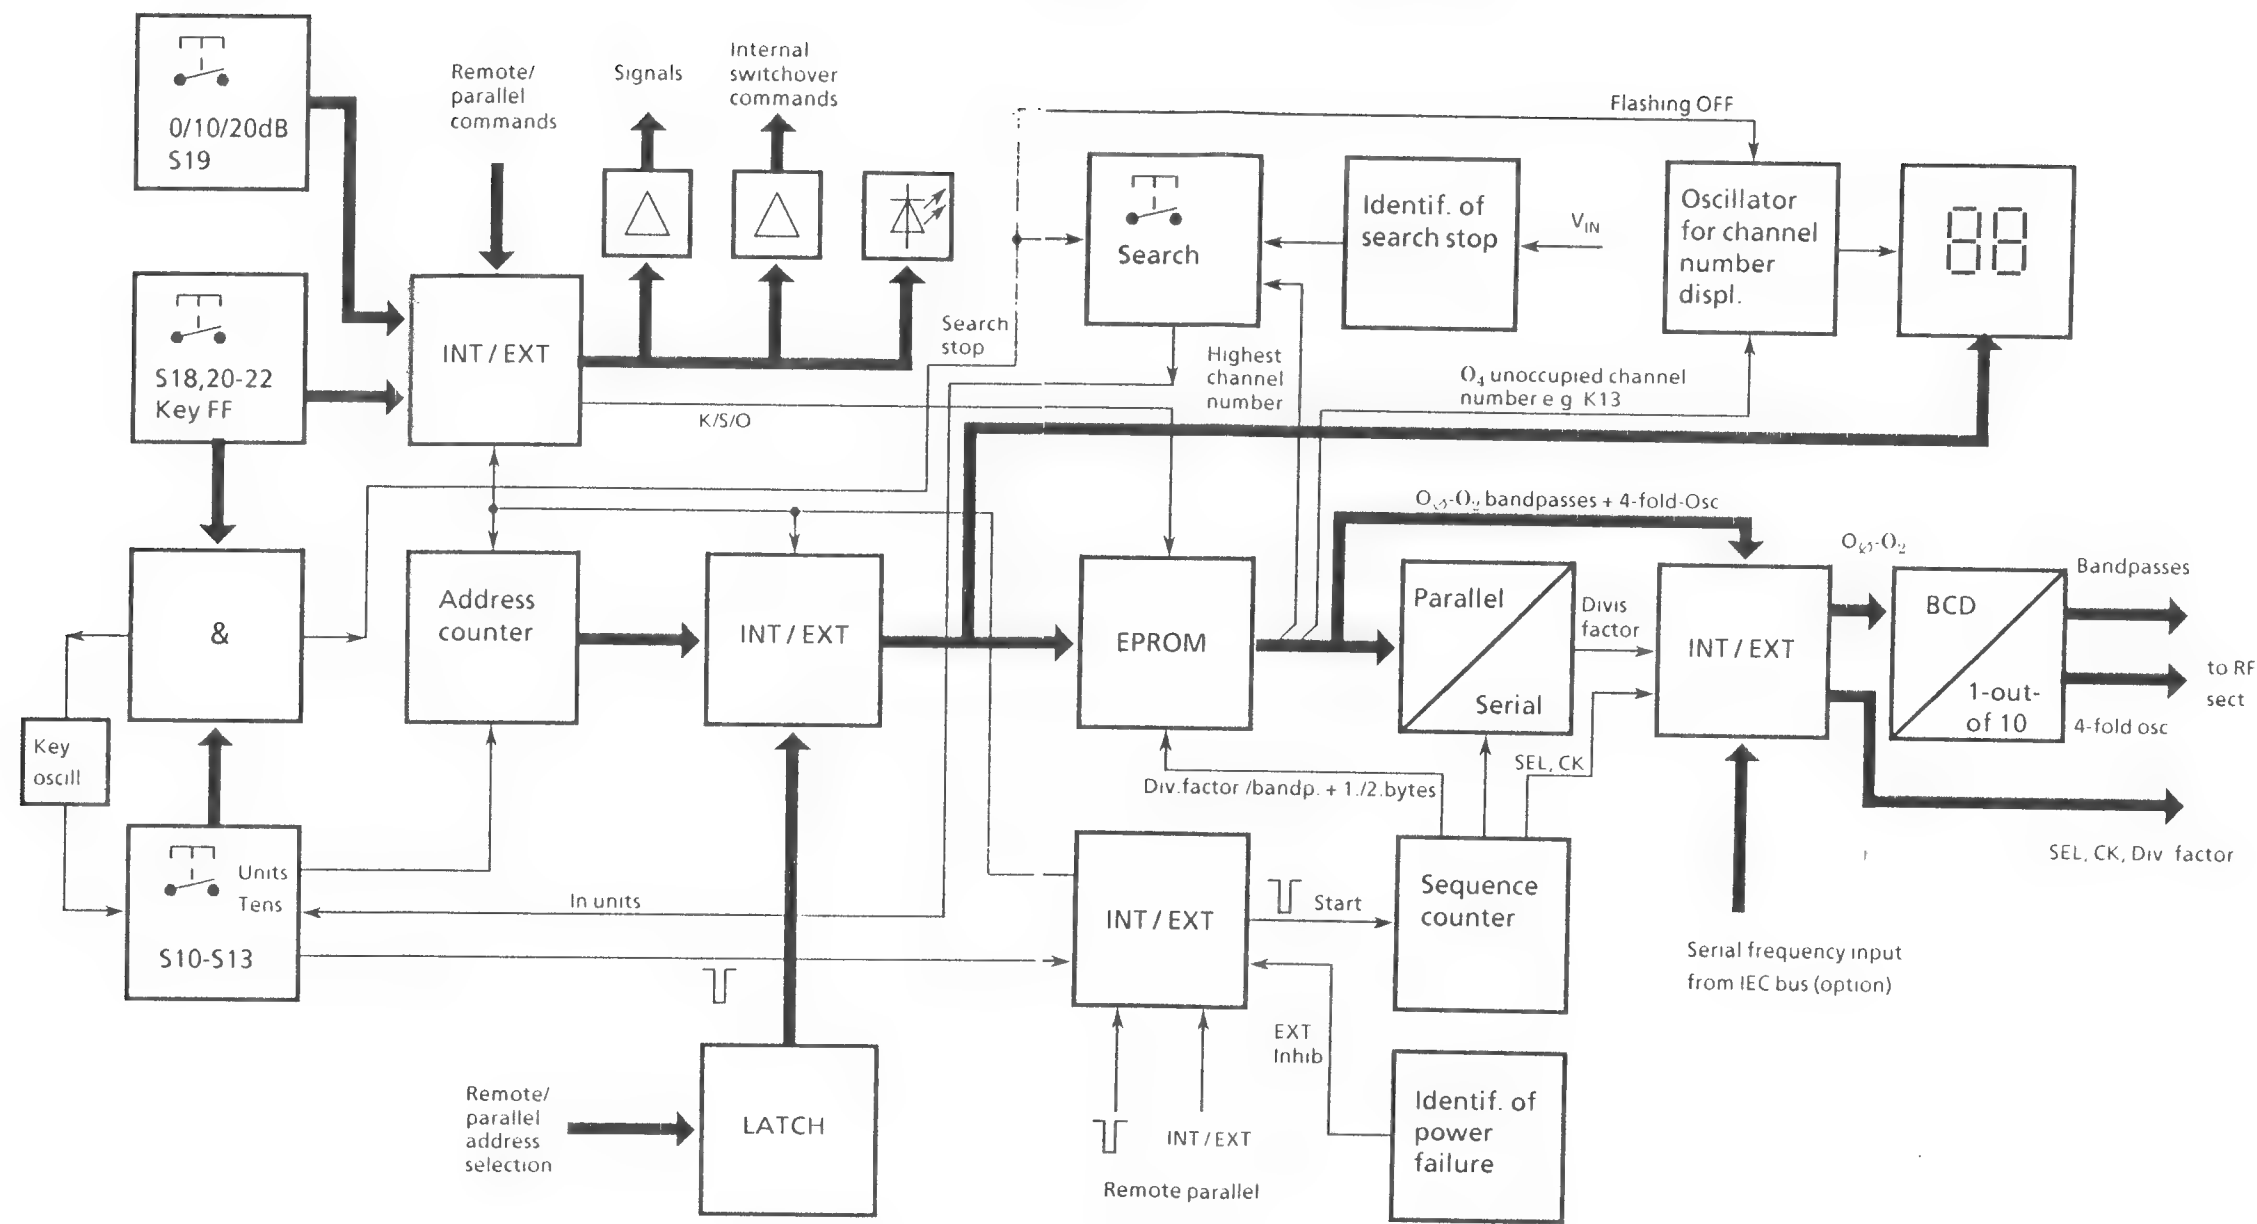 0/10/20dB
S19
Remote/
parallel
commands
Signals
Internal
switchover
commands
Flashing OFF
Search
Identif. of
search stop
VIN
Oscillator
for channel
number
displ.
88
S18,20-22
Key FF
INT / EXT
Search
stop
Highest
channel
number
O4 unoccupied channel
number e g K13
K/S/O
-O2 bandpasses + 4-fold-Osc
&
Address
counter
INT / EXT
EPROM
Parallel
Serial
Divis
factor
INT / EXT
-O2
BCD
1-out-
of 10
Bandpasses
to RF
sect
4-fold osc
Key
oscill
SEL, CK
Div.factor /bandp. + 1./2.bytes
Units
Tens
S10-S13
In units
INT / EXT
Start
Sequence
counter
SEL, CK, Div factor
Serial frequency input
from IEC bus (option)
EXT
Inhib
Remote/
parallel
address
selection
LATCH
INT / EXT
Remote parallel
Identif. of
power
failure